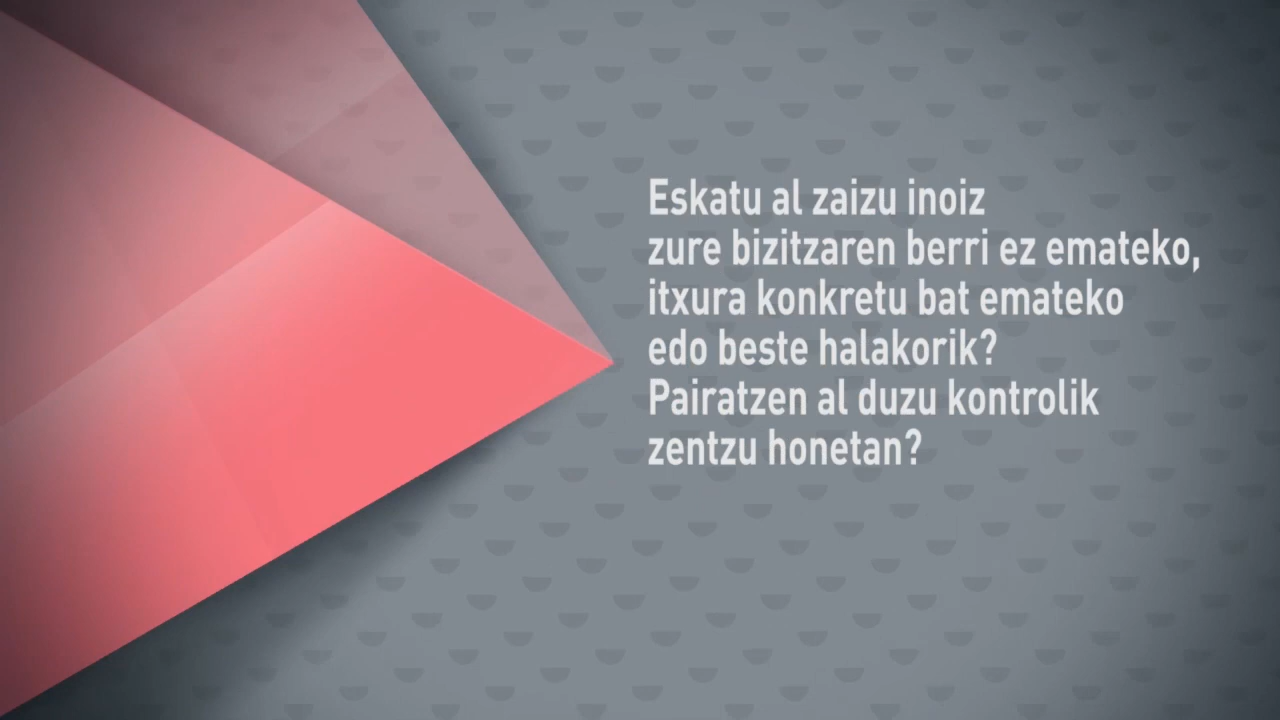 Eskatu al zaizu inoiz
zure bizitzaren berri ez emateko,
itxura konkretu bat emateko
edo beste halakorik?
Pairatzen al duzu kontrolik
zentzu honetan?